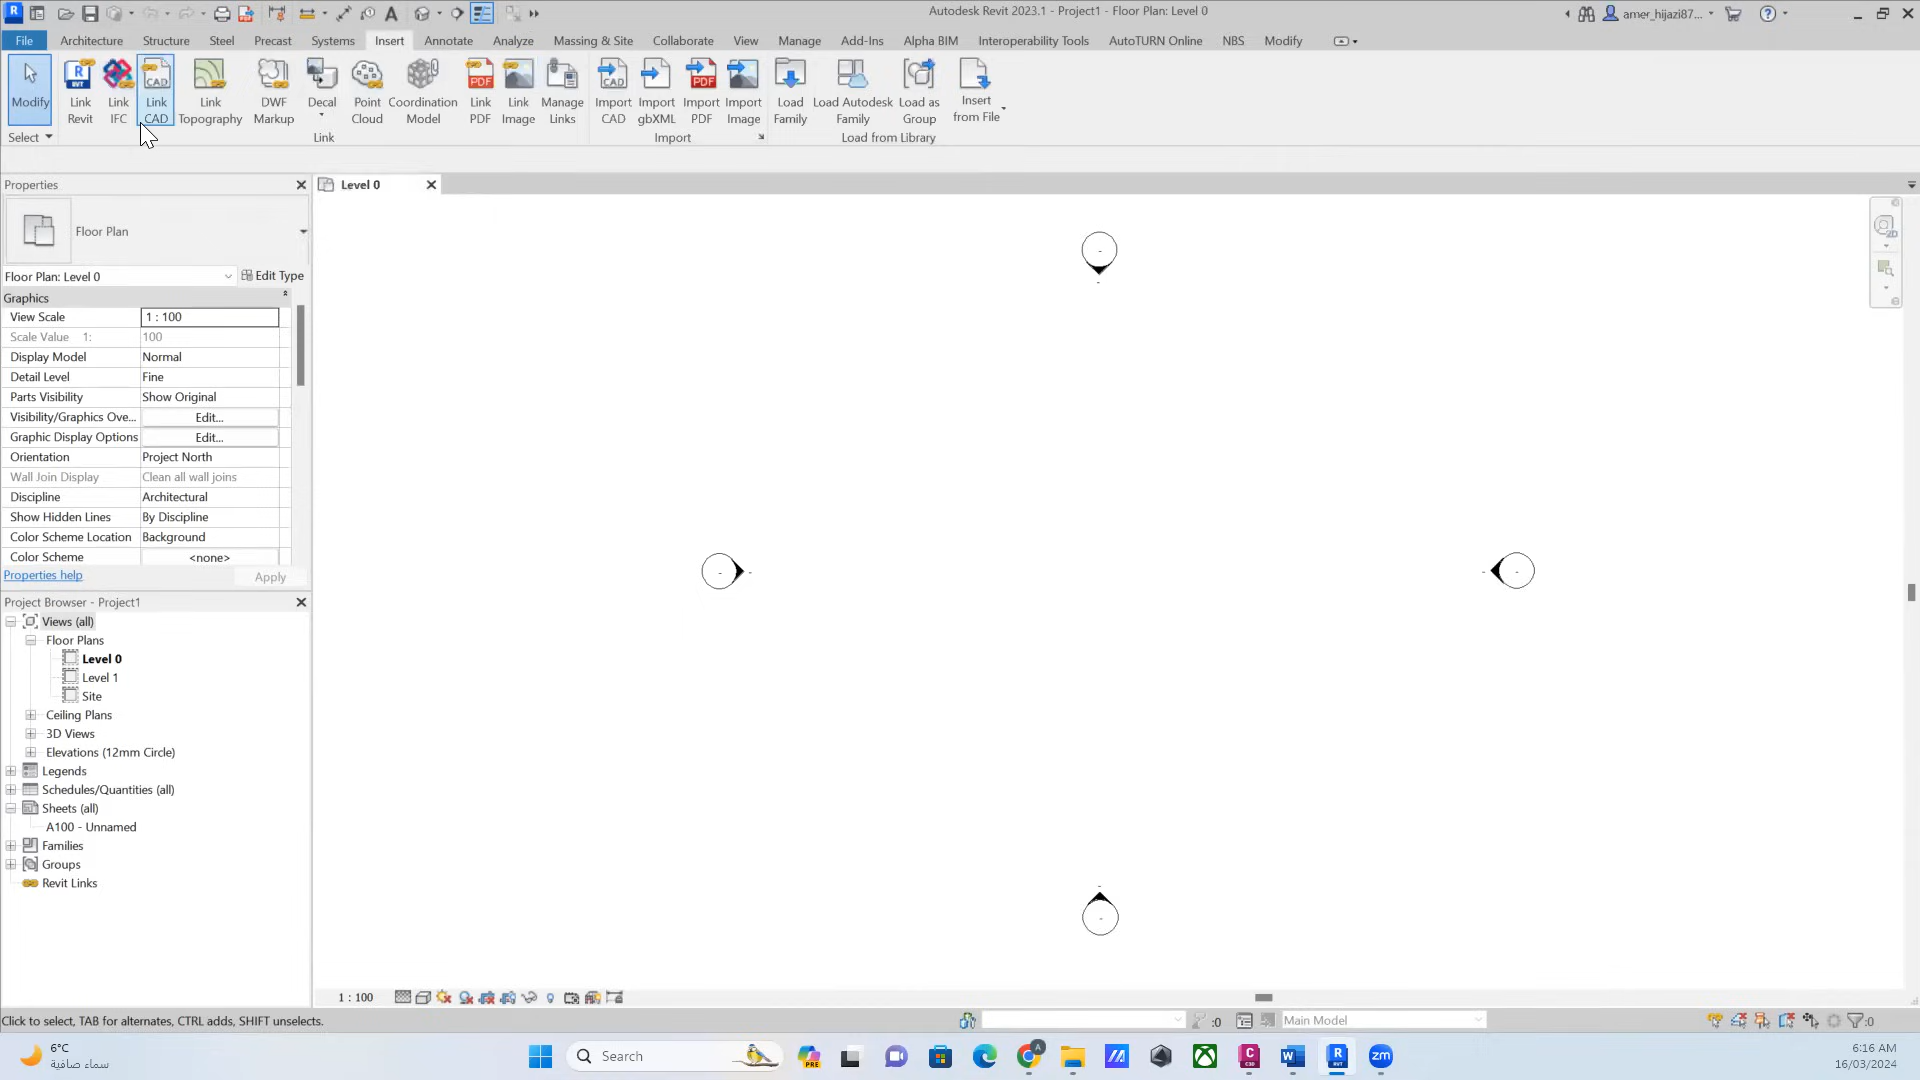 Autodesk Revit 2023.1 - Project1 - Floor Plan: Level 0
amer_hijazi87...
File Architecture Structure Steel Precast Systems Insert Annotate Analyze Massing & Site Collaborate View Manage Add-Ins Alpha BIM Interoperability Tools AutoTURN Online NBS Modify
Modify
Link Revit
Link IFC
Link CAD
Link Topography
DWF Markup
Decal
Point Cloud
Coordination Model
Link PDF
Link Image
Manage Links
Import CAD
Import gbXML
Import PDF
Import Image
Load Family
Load Autodesk Family
Load as Group
Insert from File
Select Link Import Load from Library
Properties
Level 0
Floor Plan
Floor Plan: Level 0 Edit Type
Graphics
View Scale 1 : 100
Scale Value 1: 100
Display Model Normal
Detail Level Fine
Parts Visibility Show Original
Visibility/Graphics Ove... Edit...
Graphic Display Options Edit...
Orientation Project North
Wall Join Display Clean all wall joins
Discipline Architectural
Show Hidden Lines By Discipline
Color Scheme Location Background
Color Scheme <none>
Properties help Apply
Project Browser - Project1
Views (all)
Floor Plans
Level 0
Level 1
Site
Ceiling Plans
3D Views
Elevations (12mm Circle)
Legends
Schedules/Quantities (all)
Sheets (all)
A100 - Unnamed
Families
Groups
Revit Links
1 : 100
Click to select, TAB for alternates, CTRL adds, SHIFT unselects.
:0
Main Model
:0
6°C
سماء صافية
Search
6:16 AM
16/03/2024